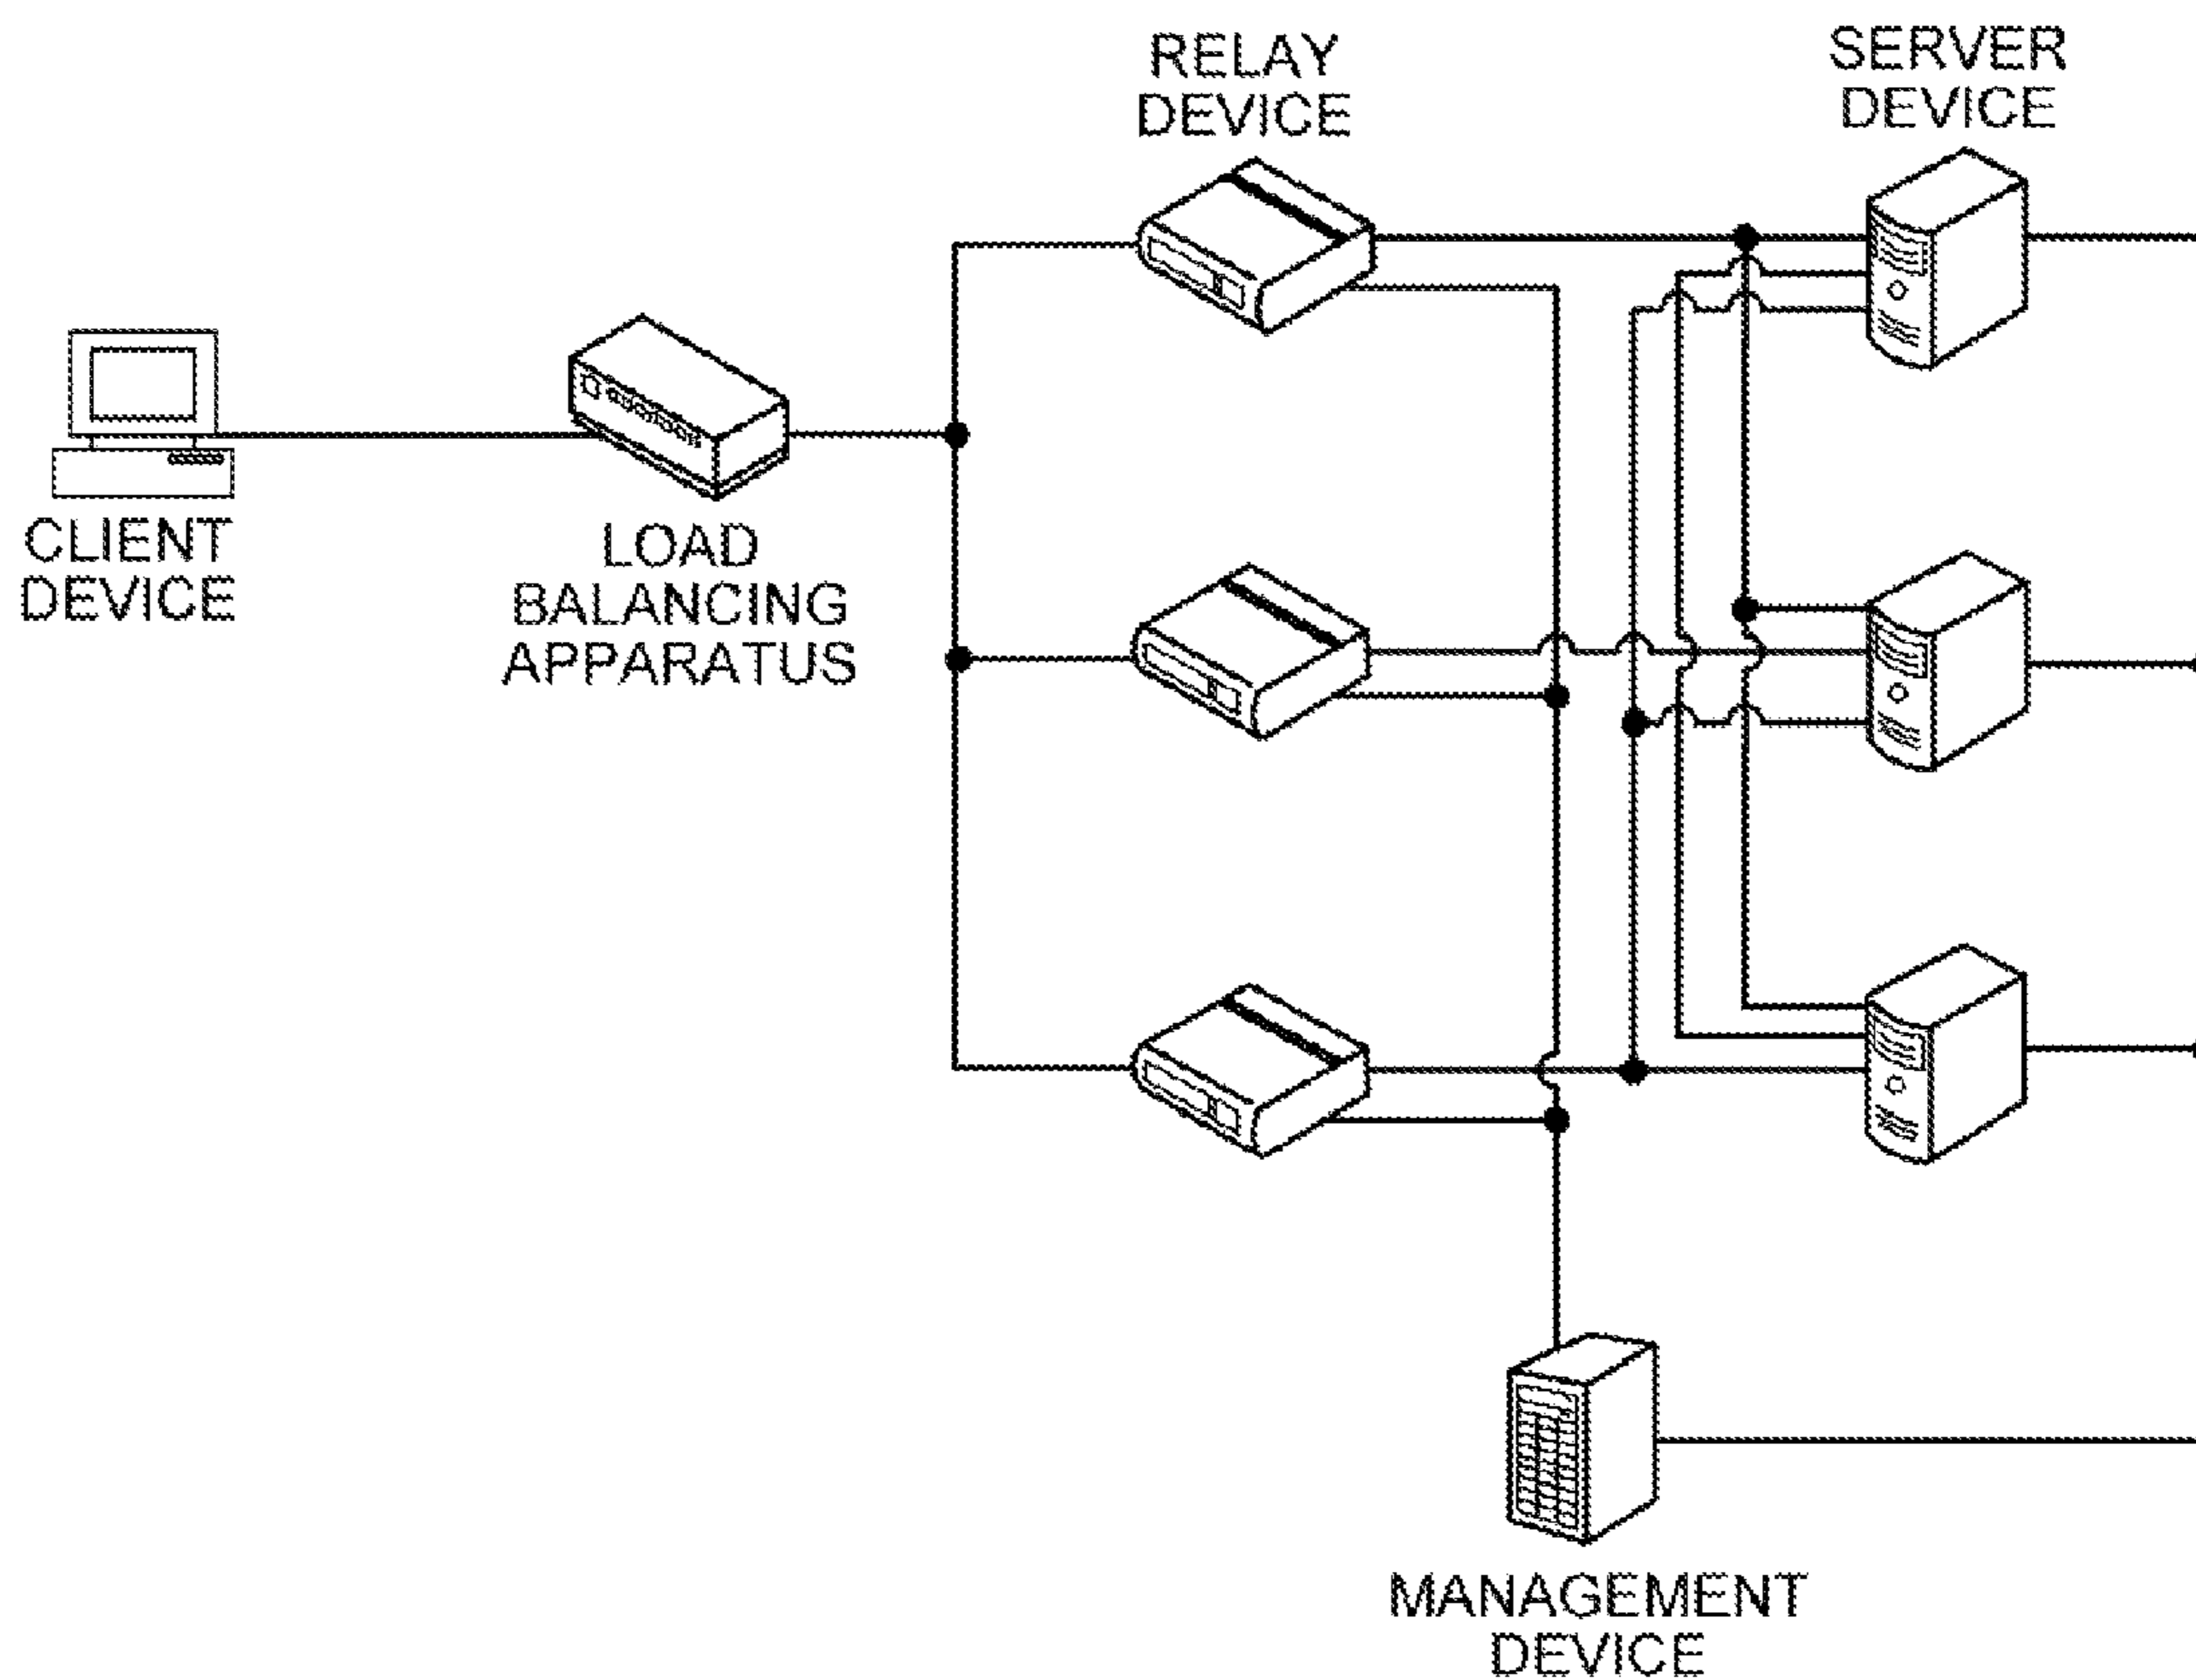 RELAY
DEVICE
SERVER
DEVICE
CLIENT
DEVICE
LOAD
BALANCING
APPARATUS
MANAGEMENT
DEVICE